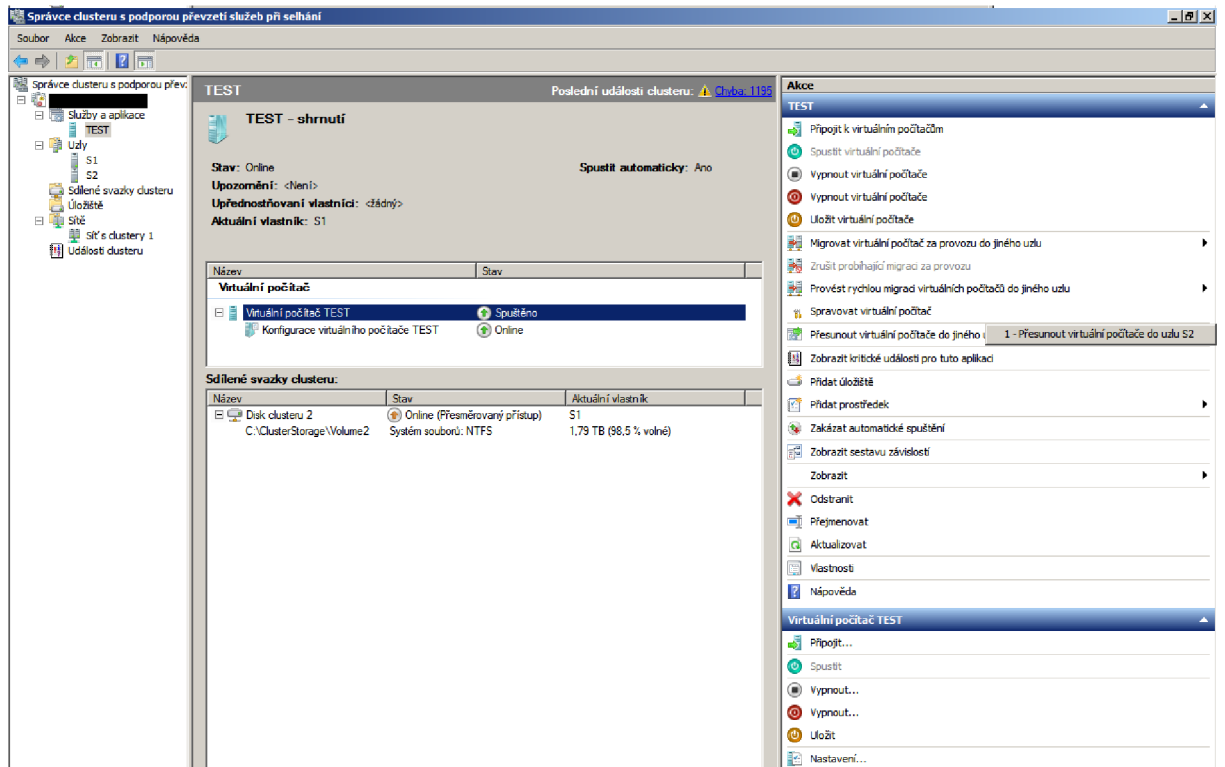 Správce clusteru s podporou převzetí služeb při selhání
Soubor Akce Zobrazit Nápověda
Správce clusteru s podporou přev:
Služby a aplikace
TEST
Uzly
S1
S2
Sdílené svazky clusteru
Úložiště
Sítě
Síť s clustery 1
Události clusteru
TEST Poslední události clusteru: Chyba: 1195
TEST - shrnutí
Stav: Online Spustit automaticky: Ano
Upozornění: <Není>
Upřednostňovaní vlastníci: <žádný>
Aktuální vlastník: S1
Název Stav
Virtuální počítač
Virtuální počítač TEST Spuštěno
Konfigurace virtuálního počítače TEST Online
Sdílené svazky clusteru:
Název Stav Aktuální vlastník
Disk clusteru 2 Online (Přesměrovaný přístup) S1
C:\ClusterStorage\Volume2 Systém souborů: NTFS 1,79 TB (98,5 % volné)
Akce
TEST
Připojit k virtuálním počítačům
Spustit virtuální počítače
Vypnout virtuální počítače
Vypnout virtuální počítače
Uložit virtuální počítače
Migrovat virtuální počítač za provozu do jiného uzlu
Zrušit probíhající migraci za provozu
Provést rychlou migraci virtuálních počítačů do jiného uzlu
Spravovat virtuální počítač
Přesunout virtuální počítače do jiného 1 - Přesunout virtuální počítače do uzlu S2
Zobrazit kritické události pro tuto aplikaci
Přidat úložiště
Přidat prostředek
Zakázat automatické spuštění
Zobrazit sestavu závislostí
Zobrazit
Odstranit
Přejmenovat
Aktualizovat
Vlastnosti
Nápověda
Virtuální počítač TEST
Připojit...
Spustit
Vypnout...
Vypnout...
Uložit
Nastavení...